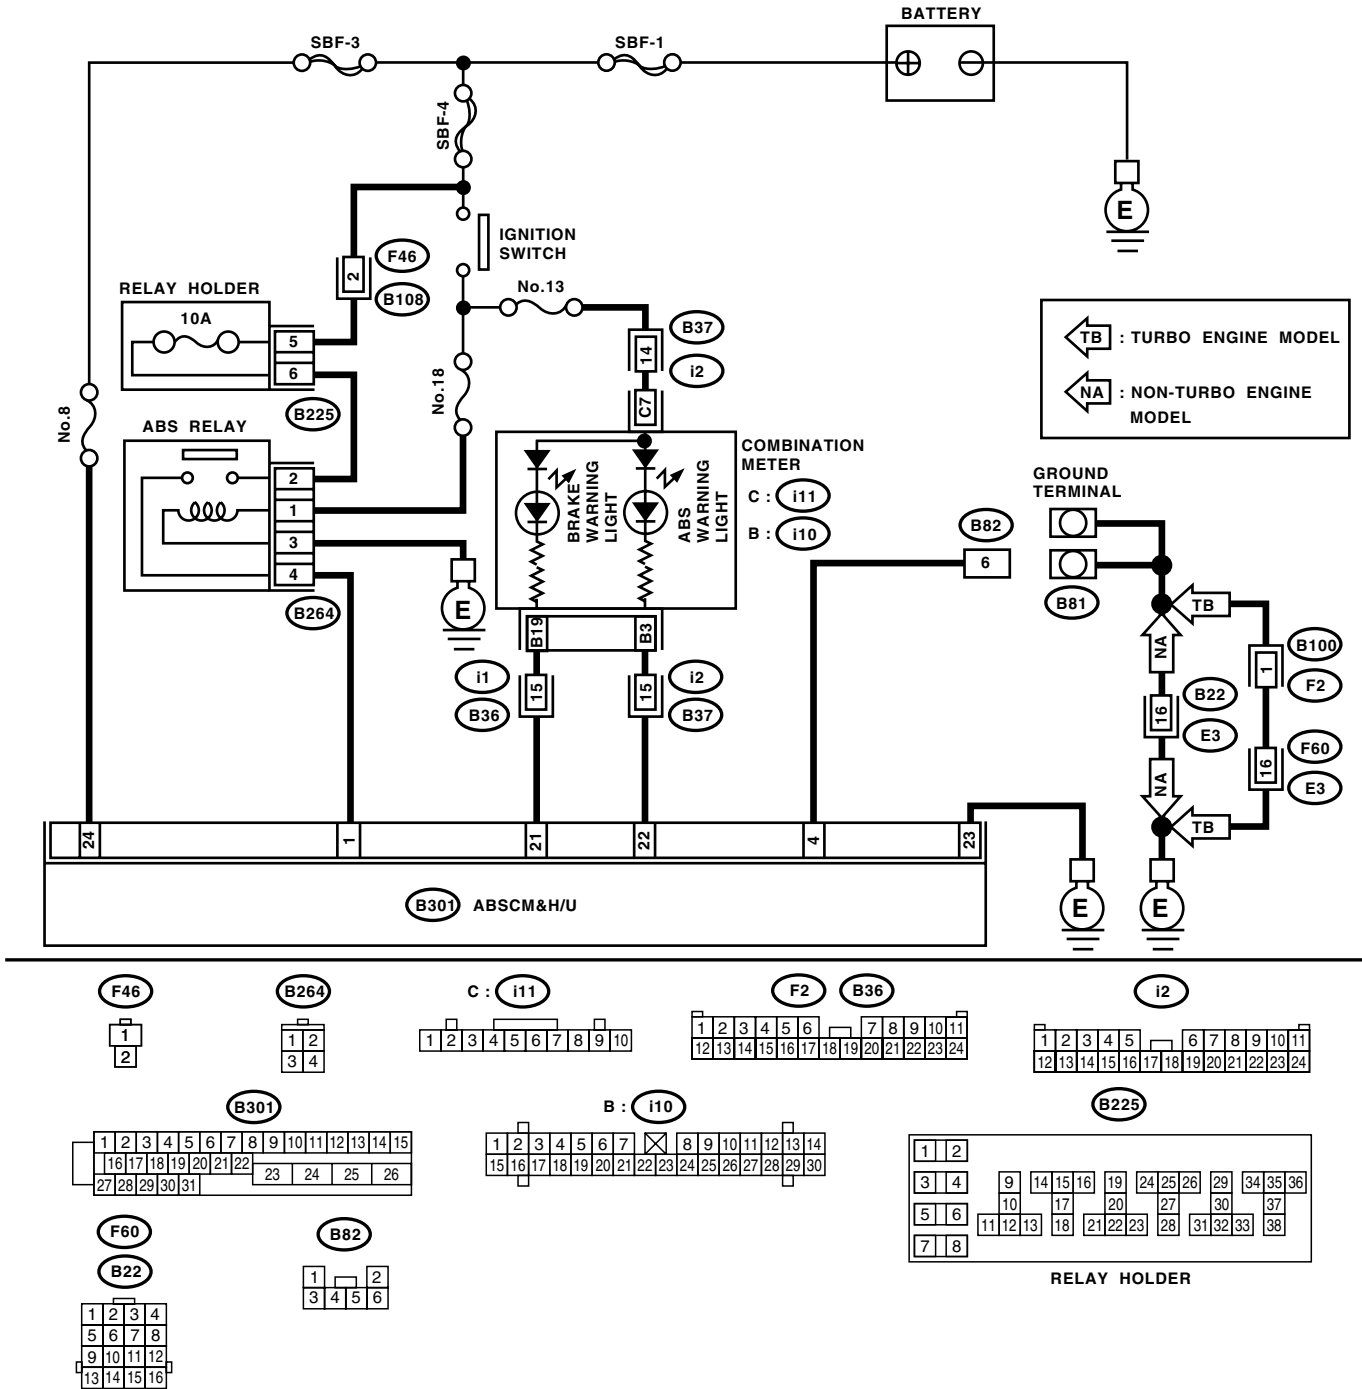 BATTERY
SBF-3
SBF-1
SBF-4
E
IGNITION
SWITCH
F46
2
B108
No.13
RELAY HOLDER
10A
5
6
B225
B37
14
i2
C7
No.18
No.8
TB : TURBO ENGINE MODEL
NA : NON-TURBO ENGINE
MODEL
ABS RELAY
2
1
3
4
B264
E
BRAKE
WARNING
LIGHT
ABS
WARNING
LIGHT
COMBINATION
METER
C : i11
B : i10
B19
B3
i1
15
B36
15
i2
B37
GROUND
TERMINAL
B82
6
B81
TB
NA
B100
1
F2
B22
16
E3
F60
16
E3
NA
TB
24
1
21
22
4
23
B301 ABSCM&H/U
E
E
F46
1
2
B264
1 2
3 4
C : i11
1 2 3 4 5 6 7 8 9 10
F2 B36
1 2 3 4 5 6 7 8 9 10 11
12 13 14 15 16 17 18 19 20 21 22 23 24
i2
1 2 3 4 5 6 7 8 9 10 11
12 13 14 15 16 17 18 19 20 21 22 23 24
B301
1 2 3 4 5 6 7 8 9 10 11 12 13 14 15
16 17 18 19 20 21 22 23 24 25 26
27 28 29 30 31
B : i10
1 2 3 4 5 6 7 8 9 10 11 12 13 14
15 16 17 18 19 20 21 22 23 24 25 26 27 28 29 30
B225
1 2
3 4 9 14 15 16 19 24 25 26 29 34 35 36
5 6 10 17 20 27 30 37
11 12 13 18 21 22 23 28 31 32 33 38
7 8
RELAY HOLDER
F60
B22
1 2 3 4
5 6 7 8
9 10 11 12
13 14 15 16
B82
1 2
3 4 5 6